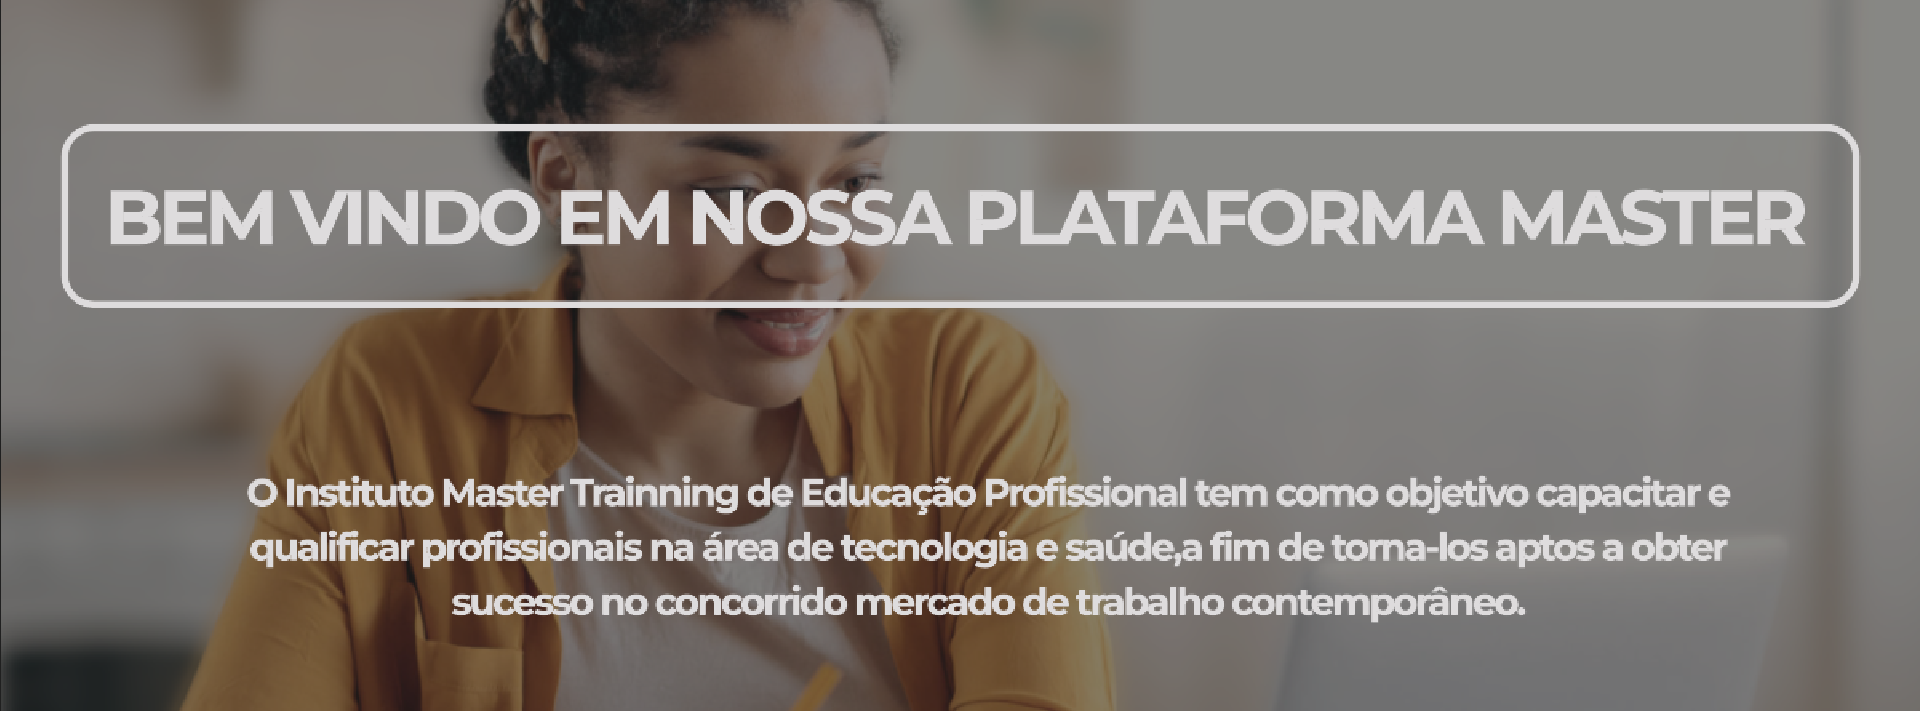 BEM VINDO EM NOSSA PLATAFORMA MASTER
O Instituto Master Trainning de Educação Profissional tem como objetivo capacitar e
qualificar profissionais na área de tecnologia e saúde,a fim de torna-los aptos a obter
sucesso no concorrido mercado de trabalho contemporâneo.